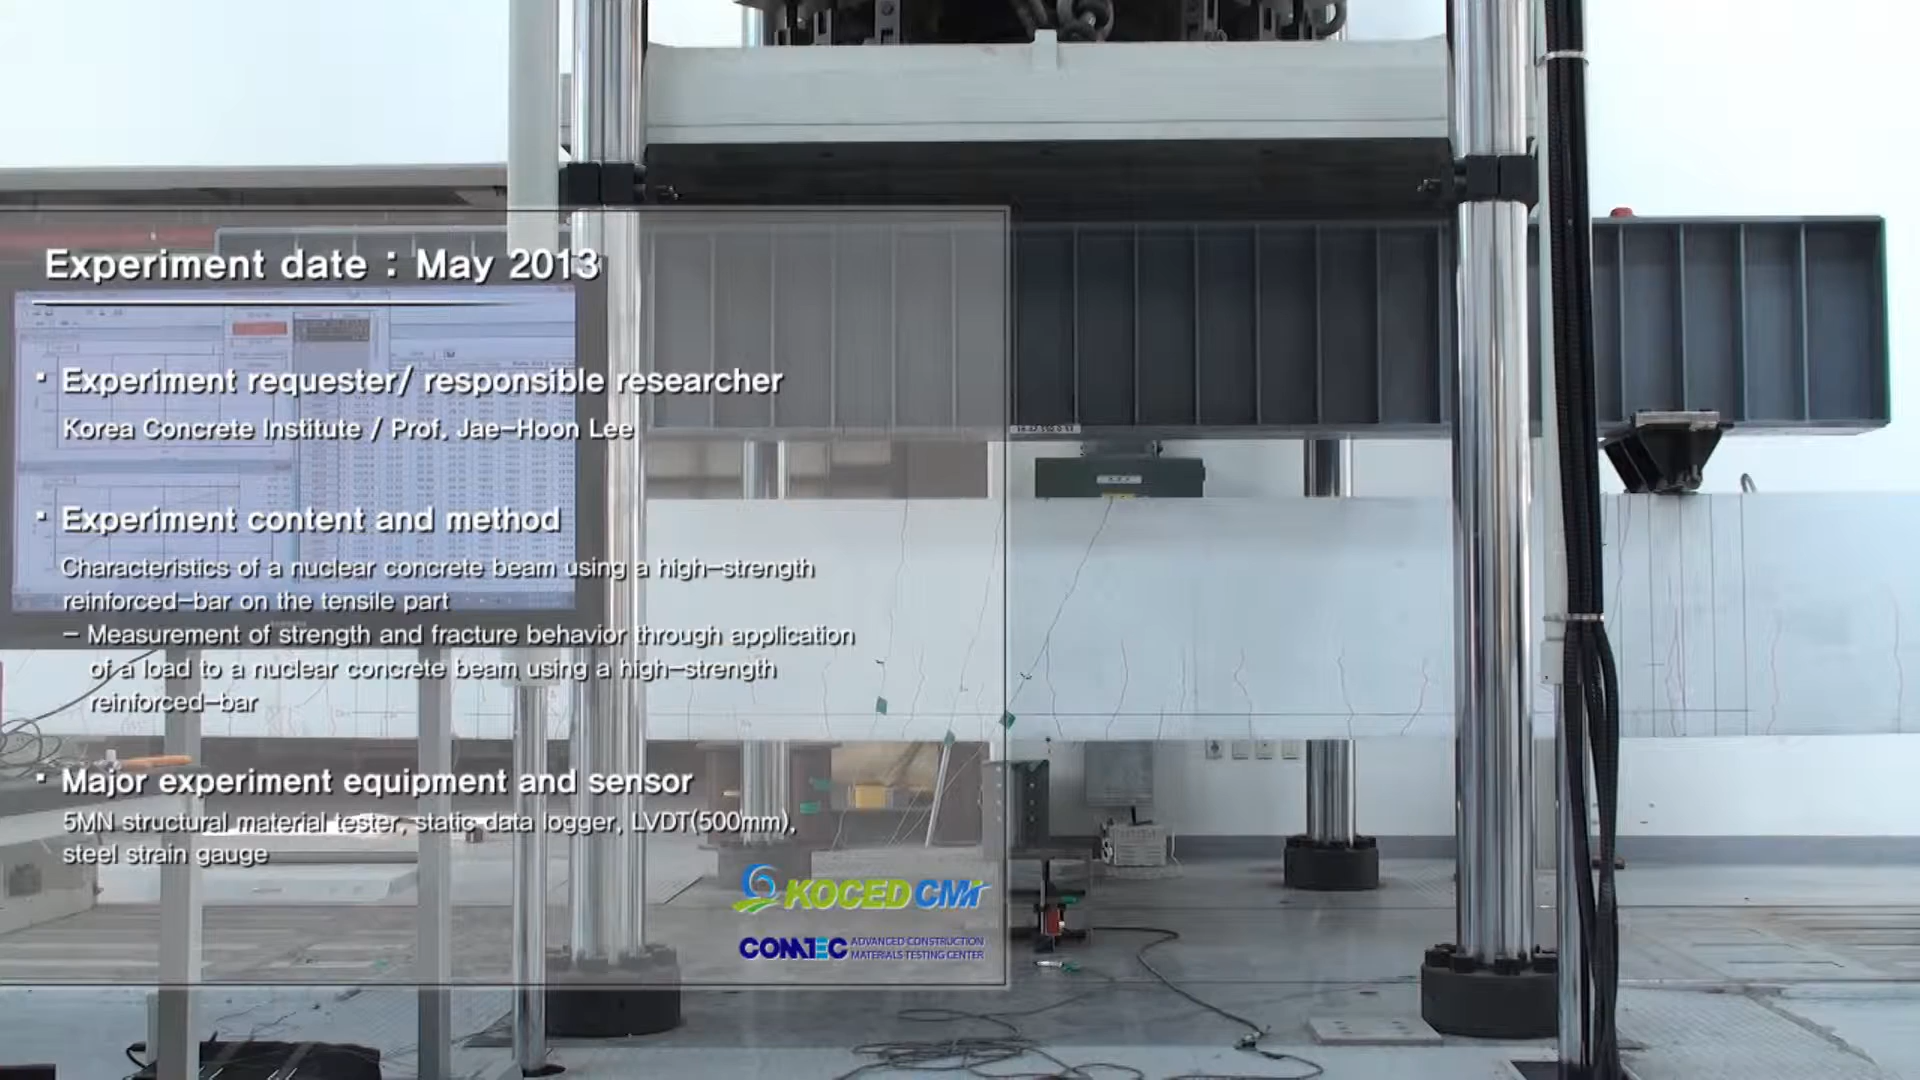 Experiment date : May 2013
· Experiment requester/ responsible researcher
Korea Concrete Institute / Prof. Jae-Hoon Lee
· Experiment content and method
Characteristics of a nuclear concrete beam using a high-strength
reinforced-bar on the tensile part
- Measurement of strength and fracture behavior through application
of a load to a nuclear concrete beam using a high-strength
reinforced-bar
· Major experiment equipment and sensor
5MN structural material tester, static data logger, LVDT(500mm),
steel strain gauge
KOCED CMT
COMTEC ADVANCED CONSTRUCTION
MATERIALS TESTING CENTER